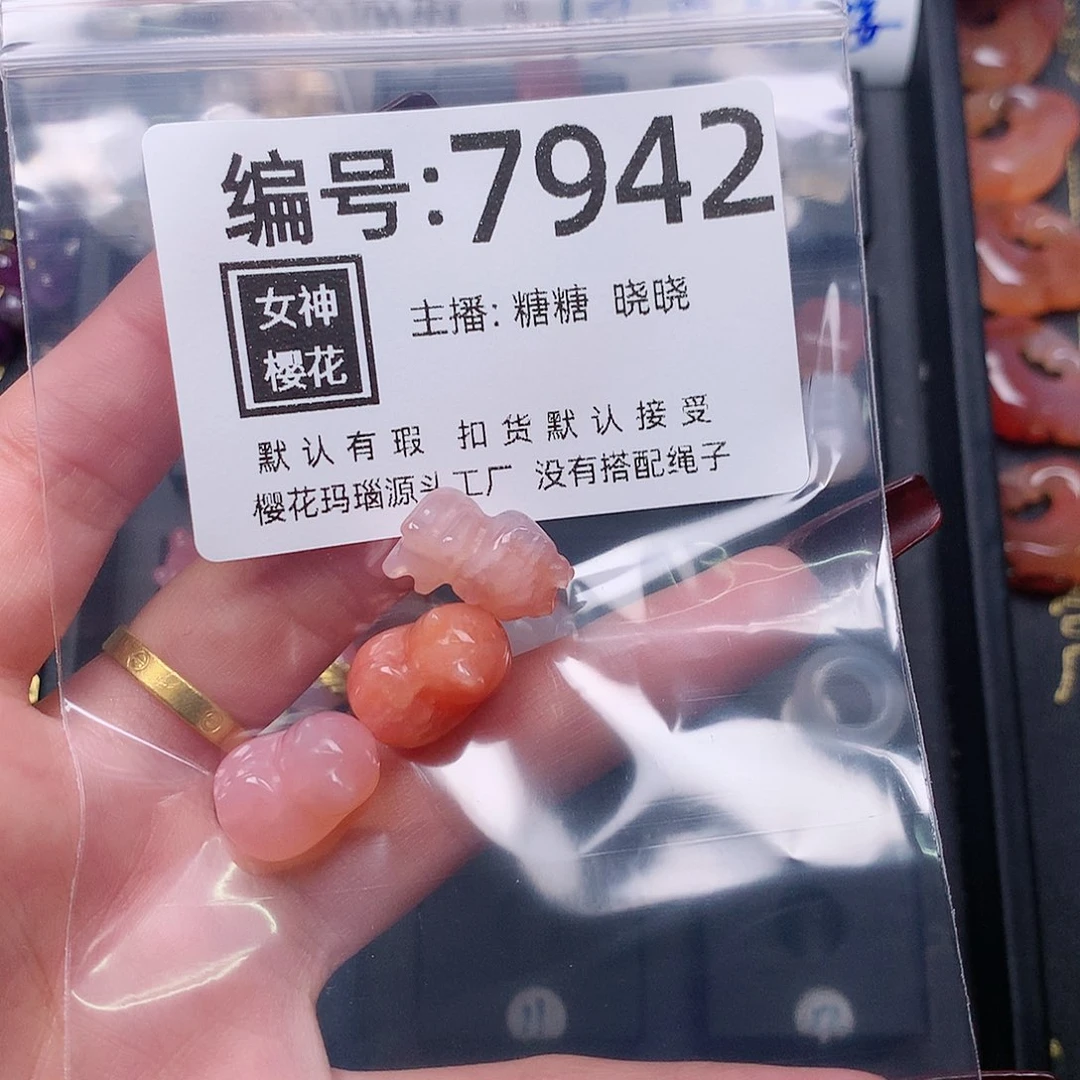 编号:7942
女神
樱花
主播: 糖糖 晓晓
默认有瑕 扣货默认接受
樱花玛瑙源头工厂 没有搭配绳子